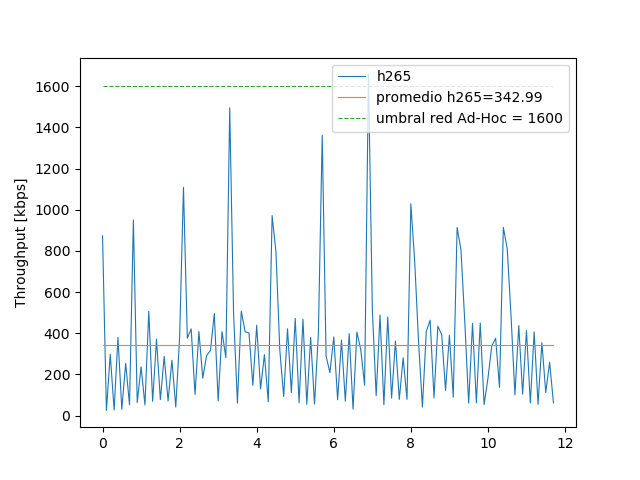 h265
promedio h265=342.99
umbral red Ad-Hoc = 1600
Throughput [kbps]
1600
1400
1200
1000
800
600
400
200
0
0 2 4 6 8 10 12